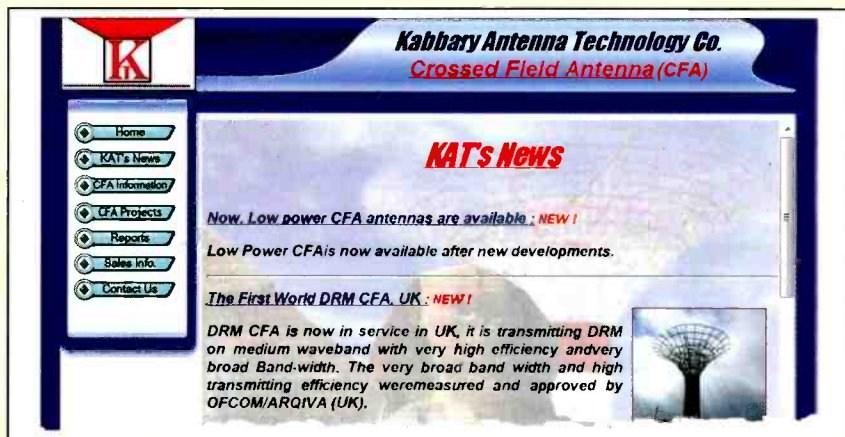 K
Kabbary Antenna Technology Co.
Crossed Field Antenna (CFA)
Home
KAT's News
CFA Information
CFA Projects
Reports
Sales Info.
Contact Us
KAT's News
Now. Low power CFA antennas are available : NEW !
Low Power CFAis now available after new developments.
The First World DRM CFA. UK : NEW !
DRM CFA is now in service in UK, it is transmitting DRM
on medium waveband with very high efficiency andvery
broad Band-width. The very broad band width and high
transmitting efficiency weremeasured and approved by
OFCOM/ARQIVA (UK).